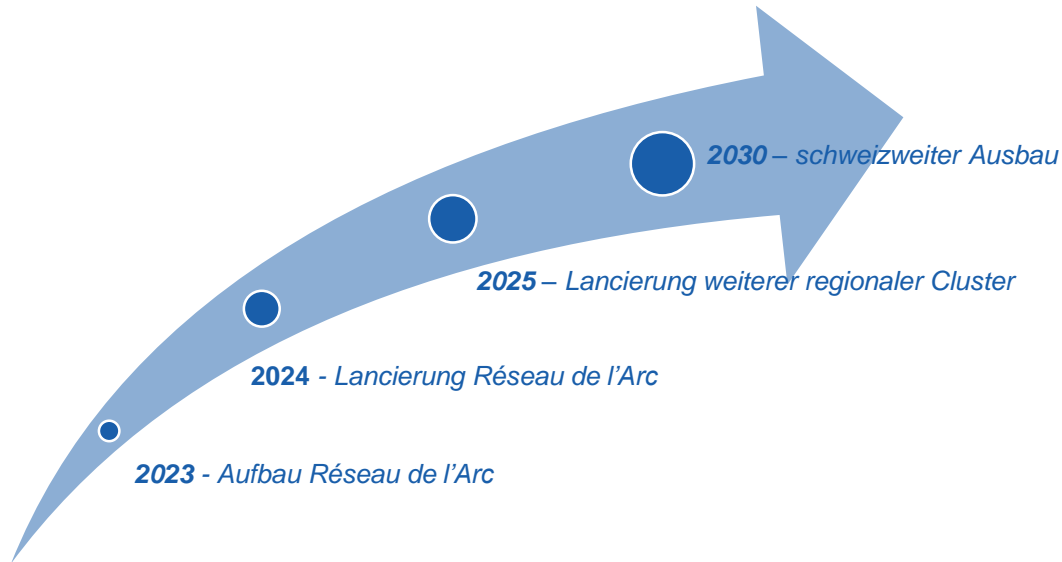 2030 – schweizweiter Ausbau
2025 – Lancierung weiterer regionaler Cluster
2024 - Lancierung Réseau de l’Arc
2023 - Aufbau Réseau de l’Arc